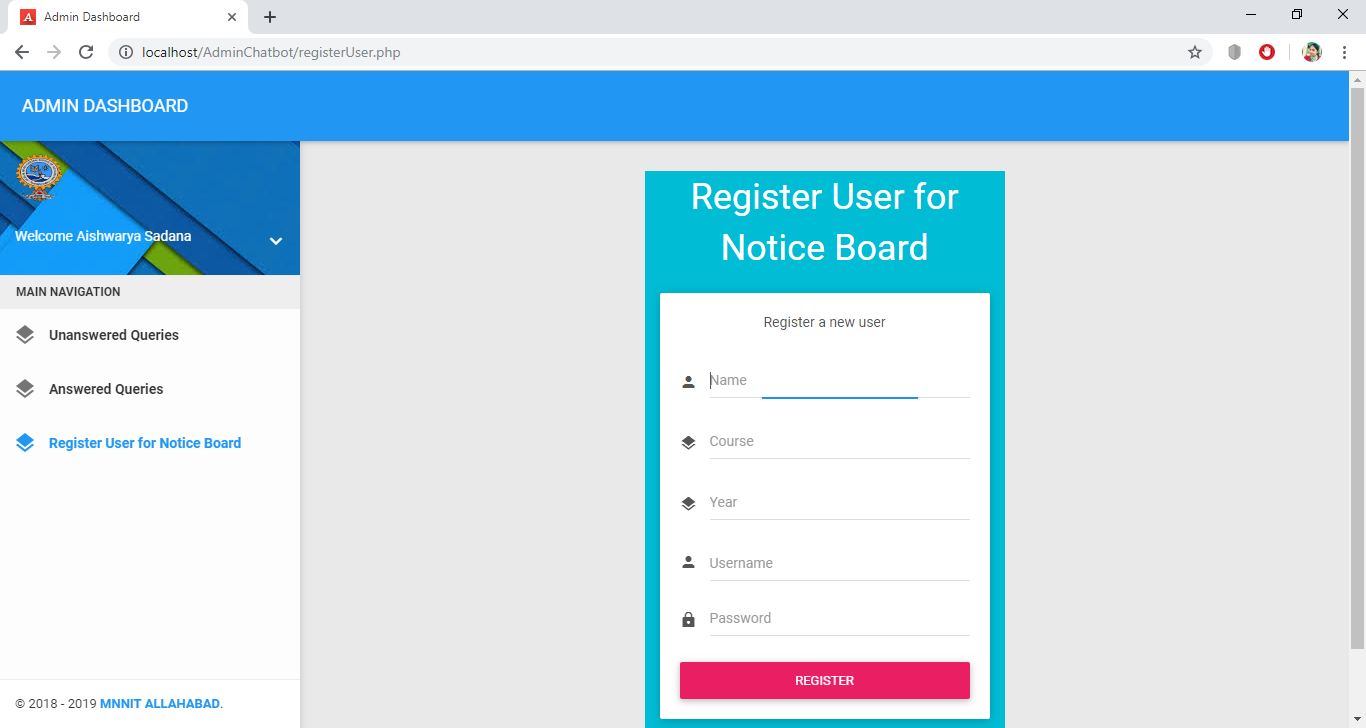 Admin Dashboard
localhost/AdminChatbot/registerUser.php
ADMIN DASHBOARD
Welcome Aishwarya Sadana
MAIN NAVIGATION
Unanswered Queries
Answered Queries
Register User for Notice Board
© 2018 - 2019 MNNIT ALLAHABAD.
Register User for
Notice Board
Register a new user
Name
Course
Year
Username
Password
REGISTER